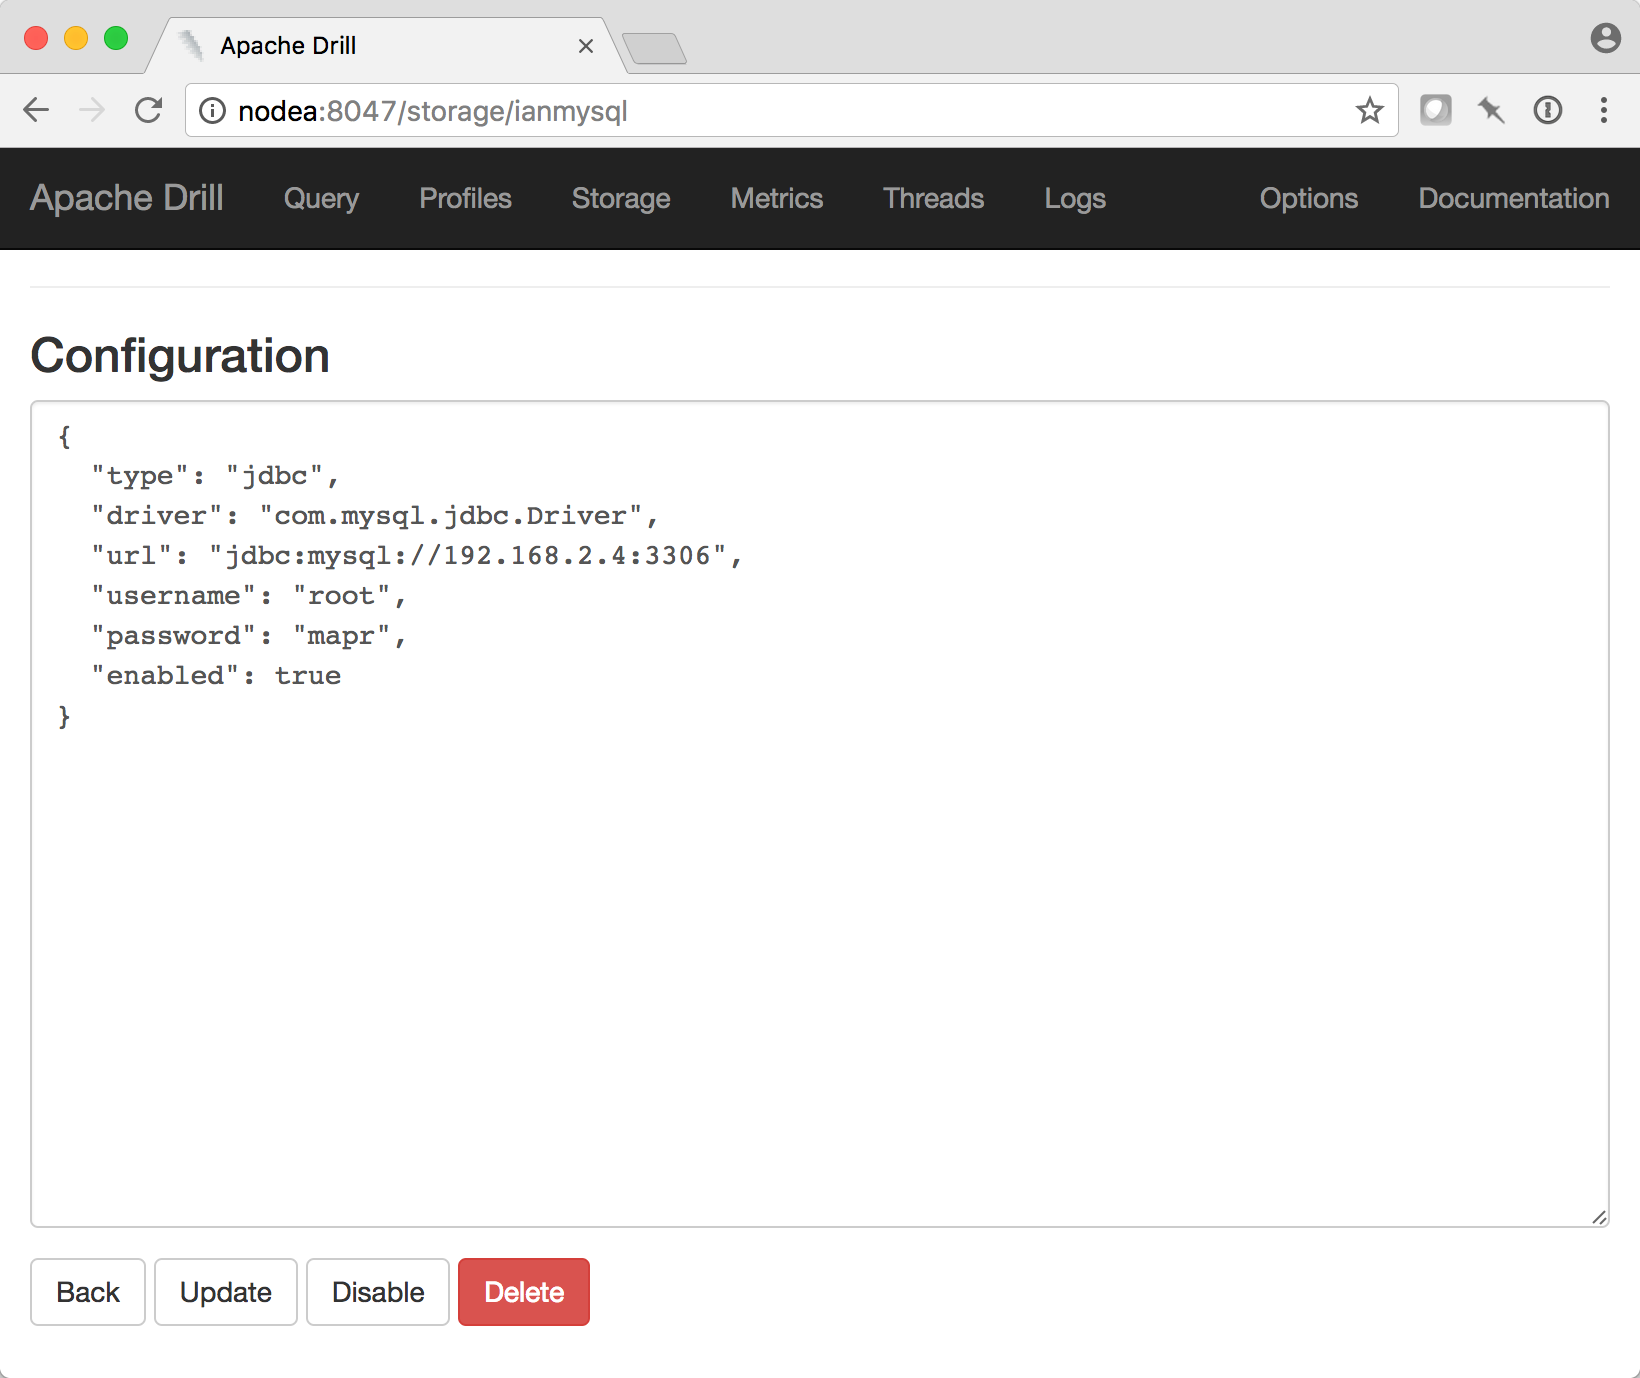 Apache Drill
nodea:8047/storage/ianmysql
Apache Drill Query Profiles Storage Metrics Threads Logs Options Documentation
Configuration
{
  "type": "jdbc",
  "driver": "com.mysql.jdbc.Driver",
  "url": "jdbc:mysql://192.168.2.4:3306",
  "username": "root",
  "password": "mapr",
  "enabled": true
}
Back Update Disable Delete